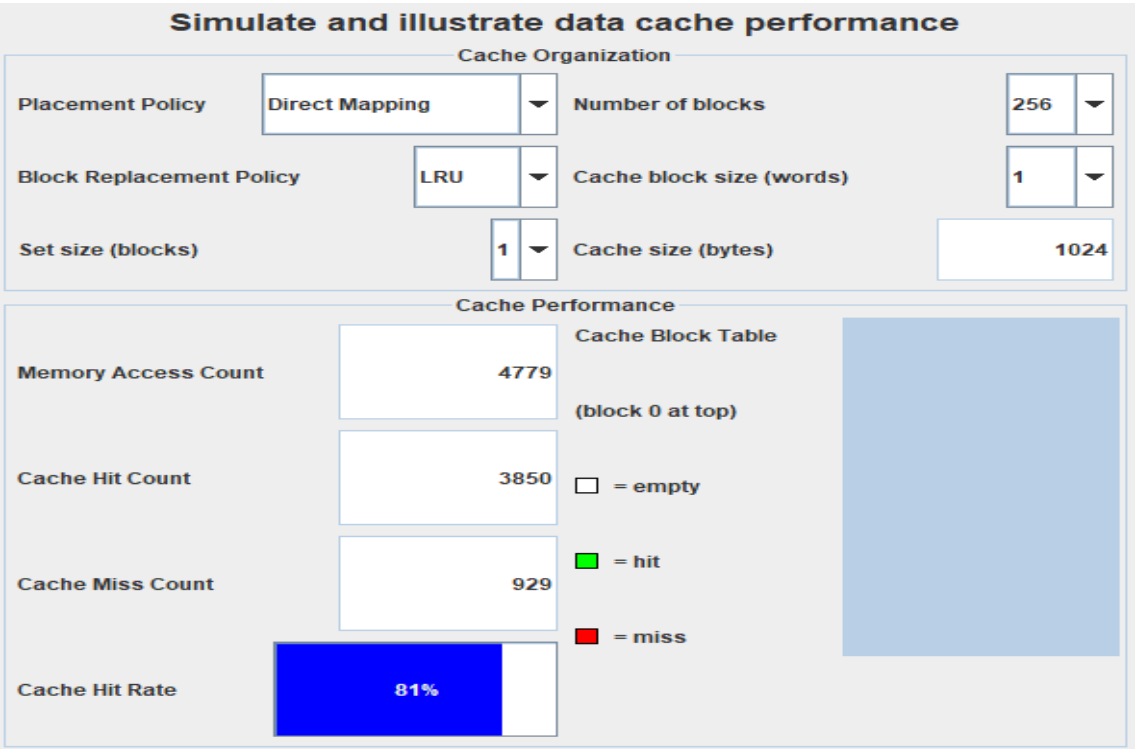 Simulate and illustrate data cache performance
Cache Organization
Placement Policy Direct Mapping Number of blocks 256
Block Replacement Policy LRU Cache block size (words) 1
Set size (blocks) 1 Cache size (bytes) 1024
Cache Performance
Cache Block Table
Memory Access Count 4779
(block 0 at top)
Cache Hit Count 3850
= empty
= hit
Cache Miss Count 929
= miss
Cache Hit Rate 81%